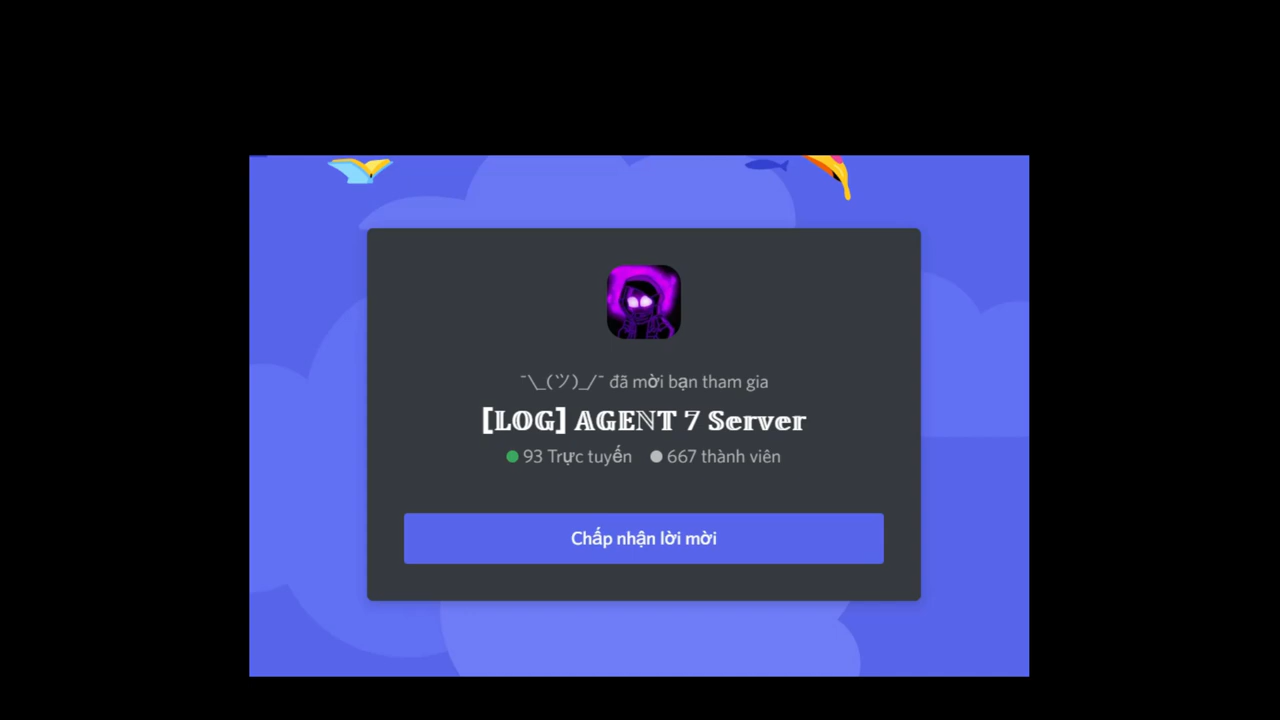 ¯\_(ツ)_/¯ đã mời bạn tham gia
[LOG] AGENT 7 Server
93 Trực tuyến 667 thành viên
Chấp nhận lời mời